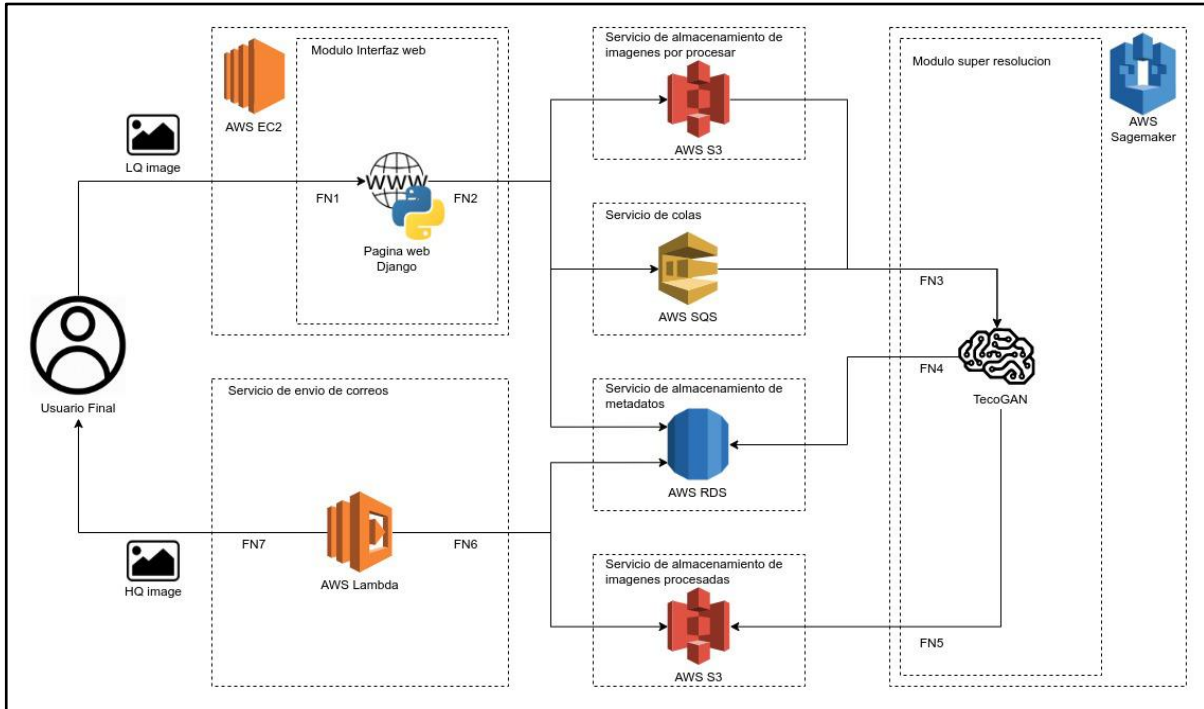 Modulo Interfaz web
AWS EC2
LQ image
FN1
WWW
FN2
Pagina web
Django
Servicio de almacenamiento de
imagenes por procesar
AWS S3
Servicio de colas
AWS SQS
Modulo super resolucion
AWS
Sagemaker
FN3
FN4
TecoGAN
Usuario Final
Servicio de envio de correos
Servicio de almacenamiento de
metadatos
AWS RDS
FN7
AWS Lambda
FN6
HQ image
Servicio de almacenamiento de
imagenes procesadas
AWS S3
FN5